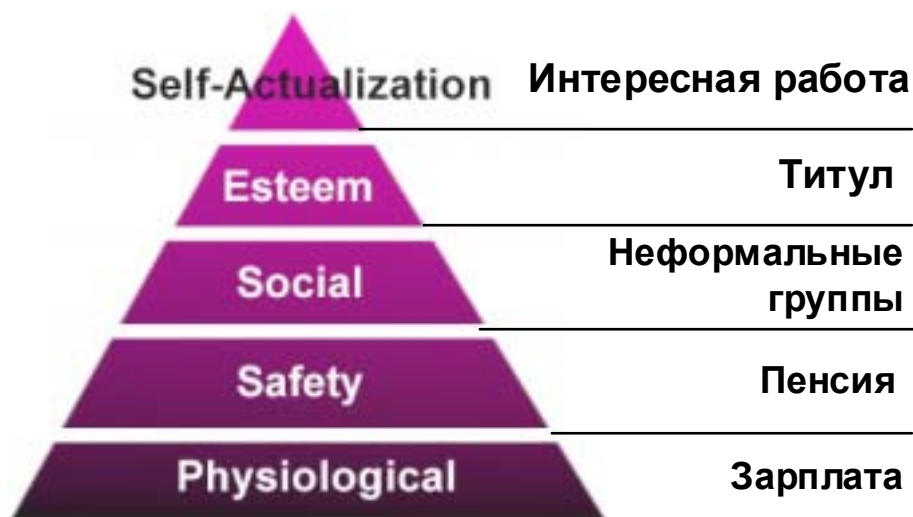 Self-Actualization Интересная работа
Esteem Титул
Social Неформальные
группы
Safety Пенсия
Physiological Зарплата